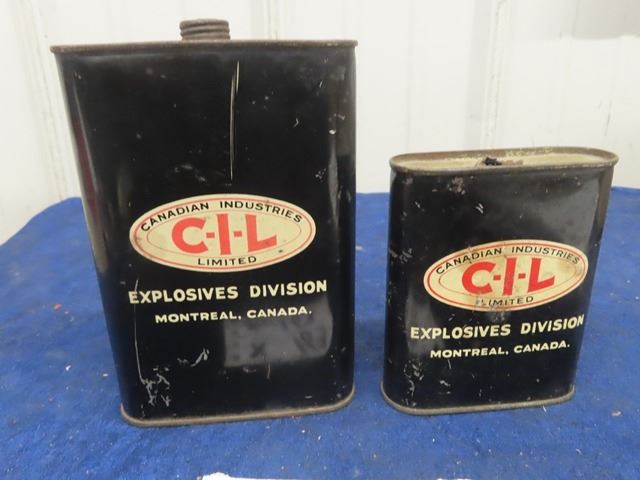 CANADIAN INDUSTRIES
C-I-L
LIMITED
EXPLOSIVES DIVISION
MONTREAL, CANADA.
CANADIAN INDUSTRIES
C-I-L
LIMITED
EXPLOSIVES DIVISION
MONTREAL, CANADA.